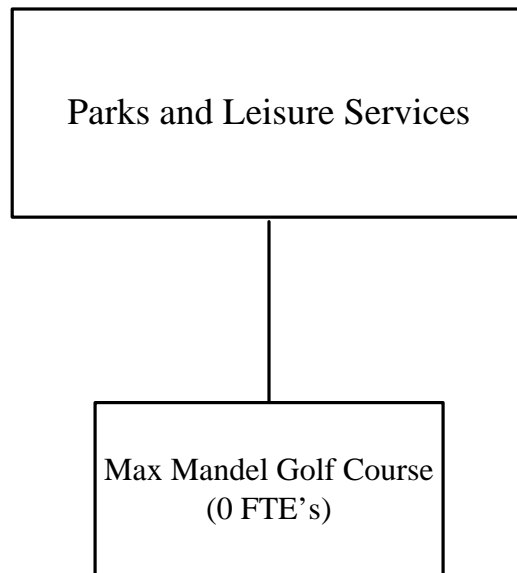 Parks and Leisure Services
Max Mandel Golf Course
(0 FTE’s)